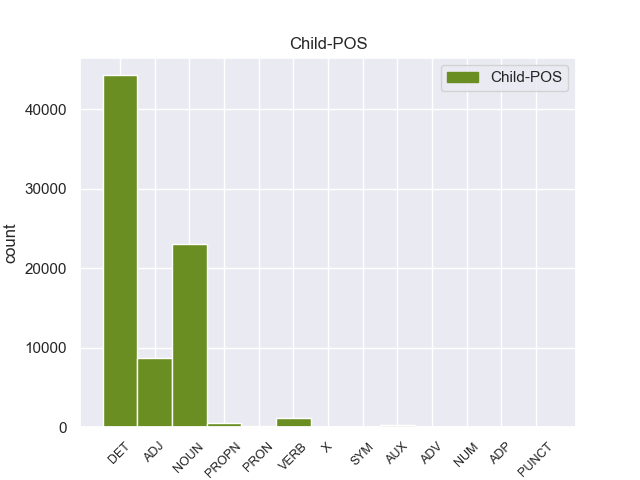 Child-POS
Child-POS
count
40000
30000
20000
10000
0
DET ADJ NOUN PROPN PRON VERB X SYM AUX ADV NUM ADP PUNCT